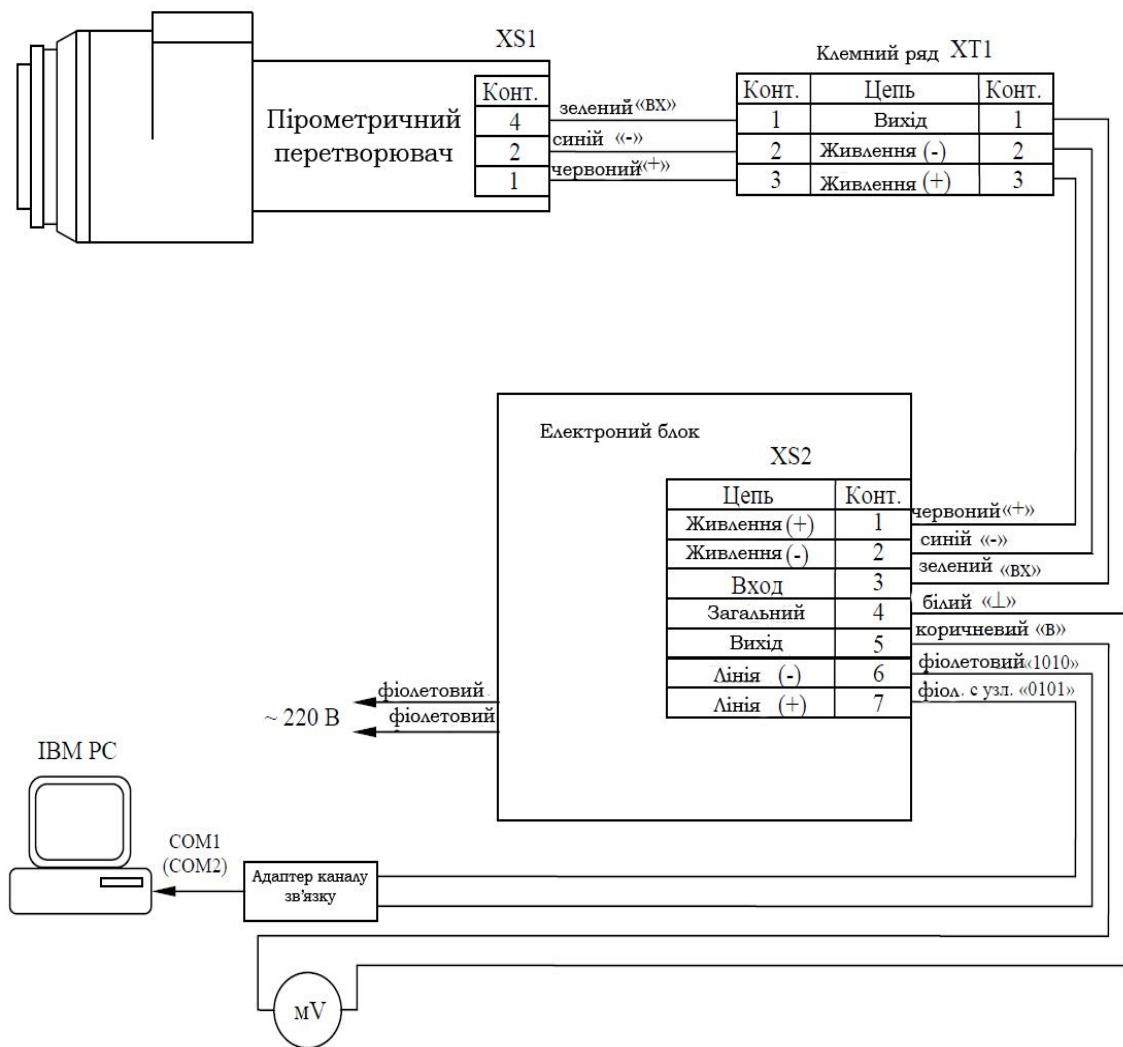 XS1
Конт.
4
2
1
Пірометричний
перетворювач
зелений «ВХ»
синій «-»
червоний «+»
Клемний ряд XT1
Конт. Цепь Конт.
1 Вихід 1
2 Живлення (-) 2
3 Живлення (+) 3
Електроний блок
XS2
Цепь Конт.
Живлення (+) 1 червоний «+»
Живлення (-) 2 синій «-»
Вход 3 зелений «ВХ»
Загальний 4 білий «⊥»
Вихід 5 коричневий «В»
Лінія (-) 6 фіолетовий «1010»
Лінія (+) 7 фіол. с узл. «0101»
фіолетовий
фіолетовий
~ 220 В
IBM PC
COM1
(COM2)
Адаптер каналу
зв'язку
мV